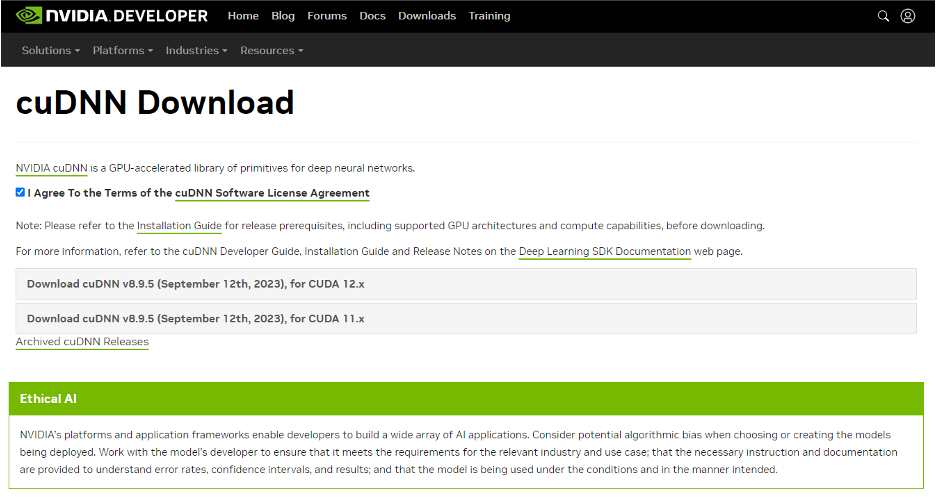 NVIDIA.DEVELOPER Home Blog Forums Docs Downloads Training
Solutions Platforms Industries Resources
cuDNN Download
NVIDIA cuDNN is a GPU-accelerated library of primitives for deep neural networks.
I Agree To the Terms of the cuDNN Software License Agreement
Note: Please refer to the Installation Guide for release prerequisites, including supported GPU architectures and compute capabilities, before downloading.
For more information, refer to the cuDNN Developer Guide, Installation Guide and Release Notes on the Deep Learning SDK Documentation web page.
Download cuDNN v8.9.5 (September 12th, 2023), for CUDA 12.x
Download cuDNN v8.9.5 (September 12th, 2023), for CUDA 11.x
Archived cuDNN Releases
Ethical AI
NVIDIA's platforms and application frameworks enable developers to build a wide array of AI applications. Consider potential algorithmic bias when choosing or creating the models
being deployed. Work with the model's developer to ensure that it meets the requirements for the relevant industry and use case; that the necessary instruction and documentation
are provided to understand error rates, confidence intervals, and results; and that the model is being used under the conditions and in the manner intended.